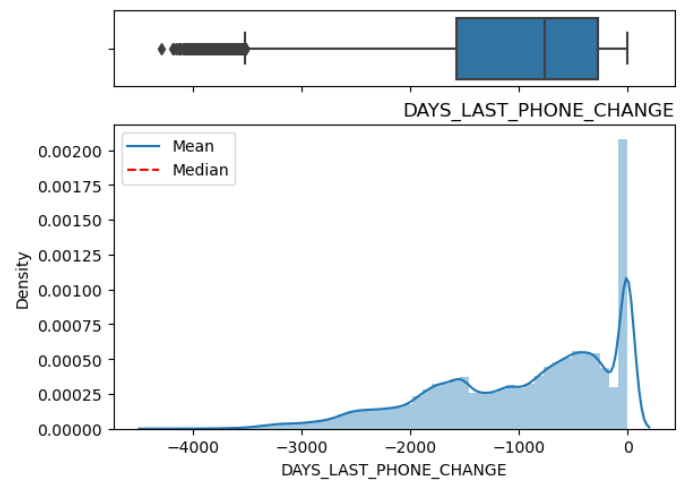 DAYS_LAST_PHONE_CHANGE
Mean
Median
0.00200
0.00175
0.00150
0.00125
0.00100
0.00075
0.00050
0.00025
0.00000
Density
−4000 −3000 −2000 −1000 0
DAYS_LAST_PHONE_CHANGE